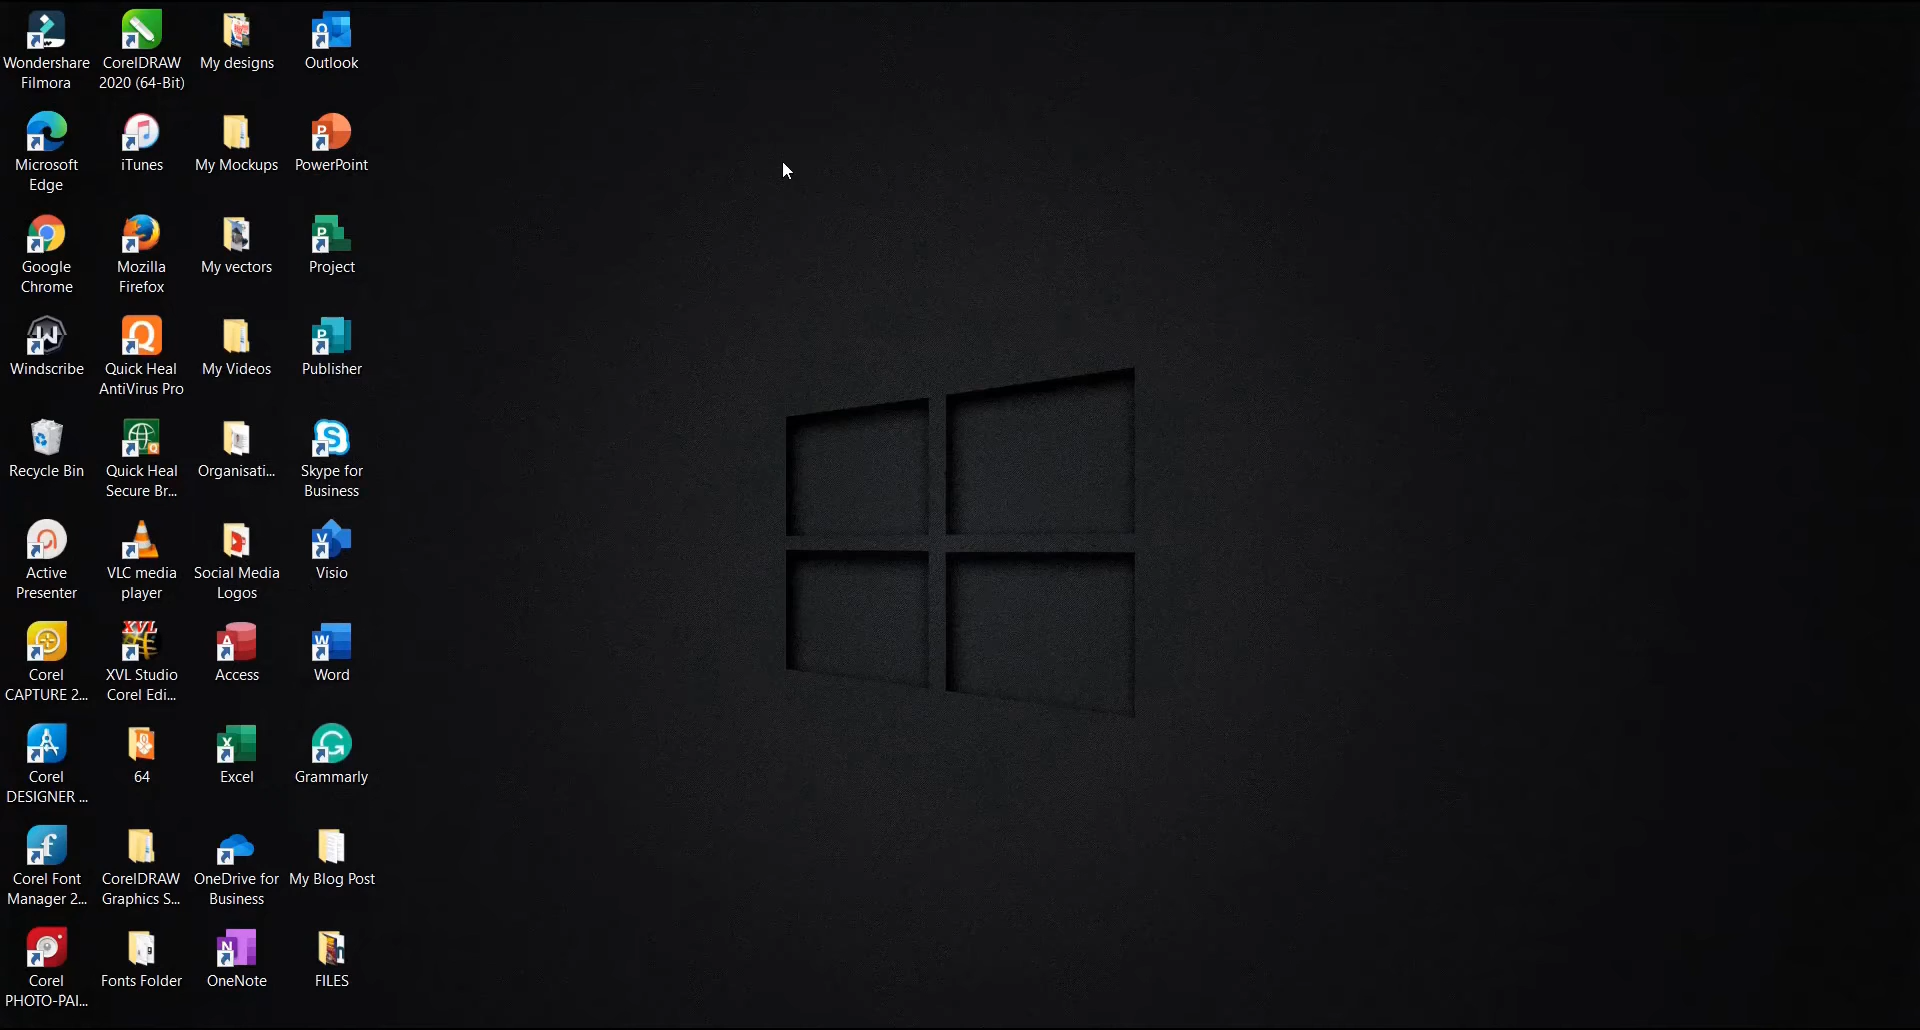 Wondershare
Filmora
CorelDRAW
2020 (64-Bit)
My designs
Outlook
Microsoft
Edge
iTunes
My Mockups
PowerPoint
Google
Chrome
Mozilla
Firefox
My vectors
Project
Windscribe
Quick Heal
AntiVirus Pro
My Videos
Publisher
Recycle Bin
Quick Heal
Secure Br...
Organisati...
Skype for
Business
Active
Presenter
VLC media
player
Social Media
Logos
Visio
Corel
CAPTURE 2...
XVL Studio
Corel Edi...
Access
Word
Corel
DESIGNER ...
64
Excel
Grammarly
Corel Font
Manager 2...
CorelDRAW
Graphics S...
OneDrive for
Business
My Blog Post
Corel
PHOTO-PAI...
Fonts Folder
OneNote
FILES